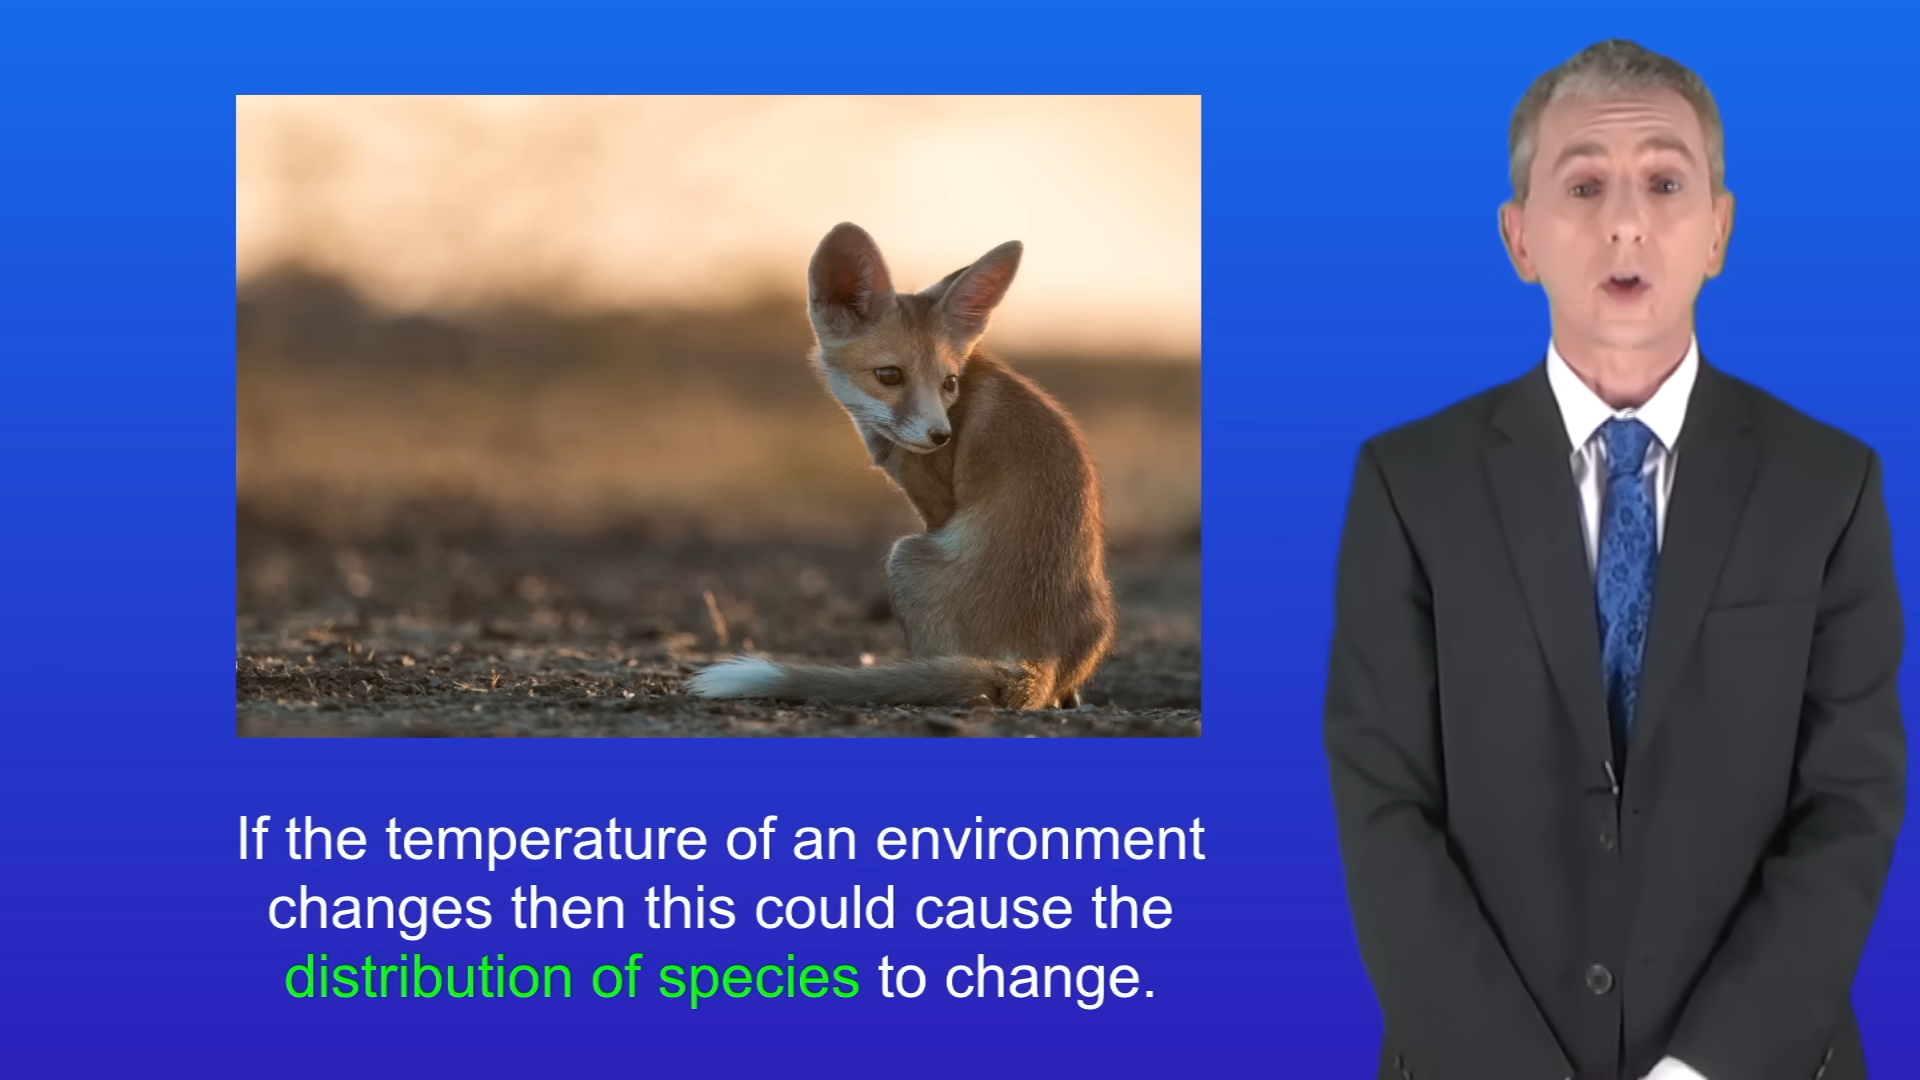 If the temperature of an environment
changes then this could cause the
distribution of species to change.